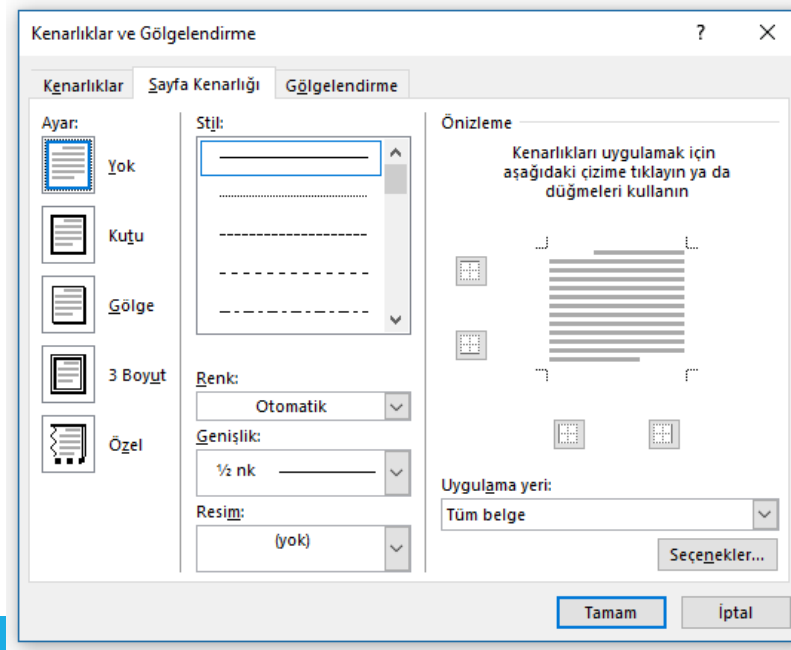 Kenarlıklar ve Gölgelendirme
?
Kenarlıklar
Sayfa Kenarlığı
Gölgelendirme
Ayar:
Yok
Kutu
Gölge
3 Boyut
Özel
Stil:
Renk:
Otomatik
Genişlik:
½ nk
Resim:
(yok)
Önizleme
Kenarlıkları uygulamak için
aşağıdaki çizime tıklayın ya da
düğmeleri kullanın
Uygulama yeri:
Tüm belge
Seçenekler...
Tamam
İptal